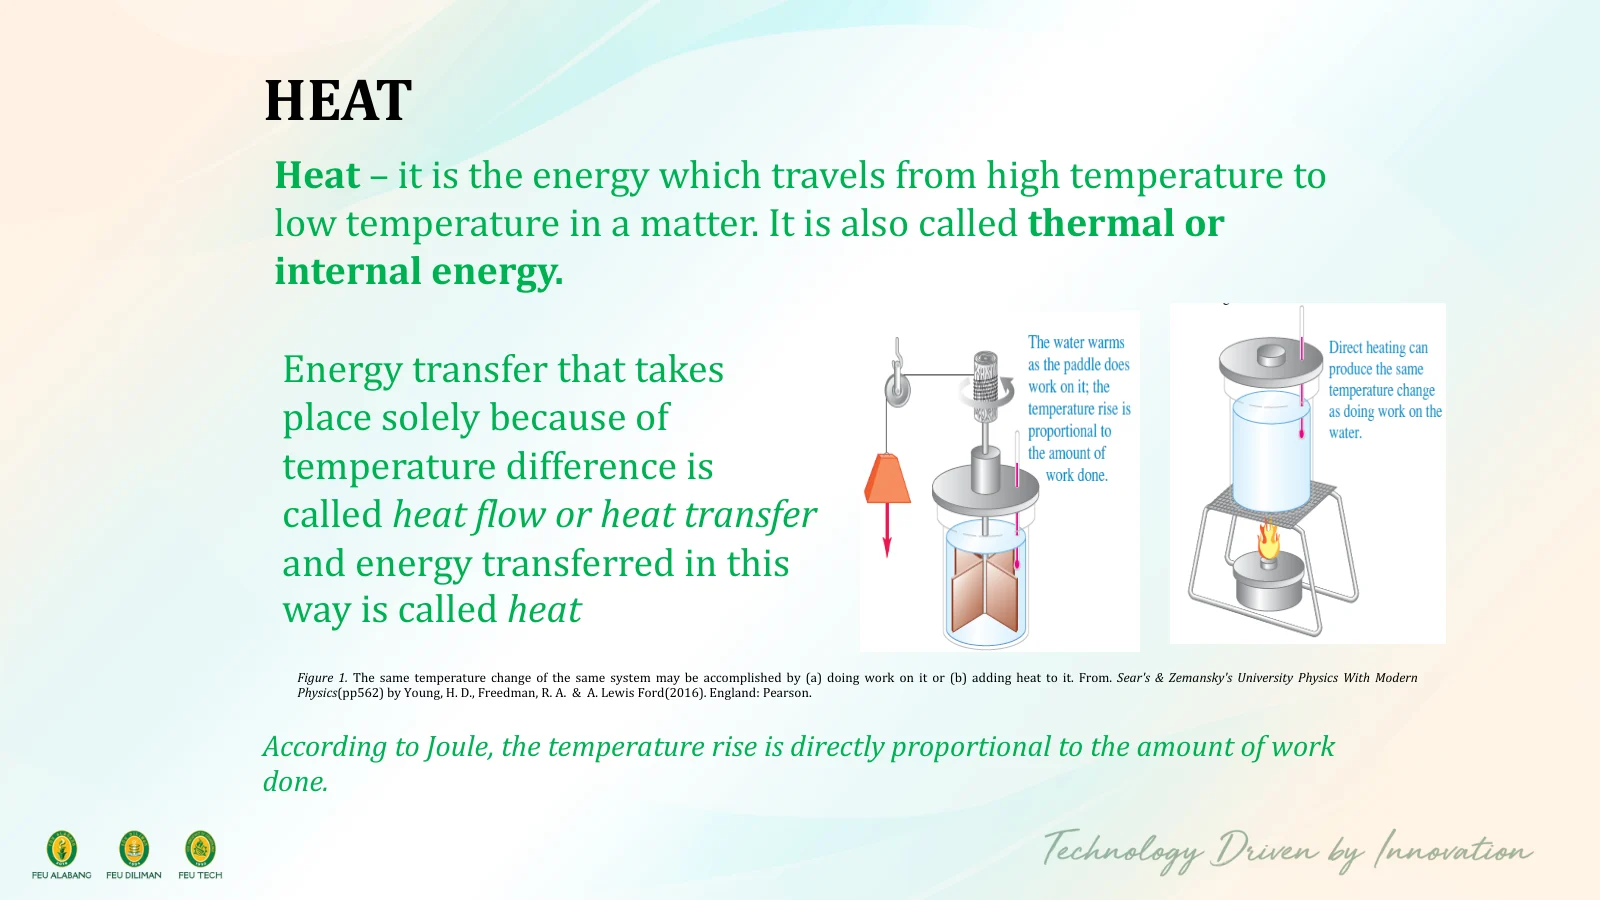 HEAT
Heat – it is the energy which travels from high temperature to
low temperature in a matter. It is also called thermal or
internal energy.
Energy transfer that takes
place solely because of
temperature difference is
called heat flow or heat transfer
and energy transferred in this
way is called heat
The water warms
as the paddle does
work on it; the
temperature rise is
proportional to
the amount of
work done.
Direct heating can
produce the same
temperature change
as doing work on the
water.
Figure 1. The same temperature change of the same system may be accomplished by (a) doing work on it or (b) adding heat to it. From. Sear's & Zemansky's University Physics With Modern
Physics(pp562) by Young, H. D., Freedman, R. A. & A. Lewis Ford(2016). England: Pearson.
According to Joule, the temperature rise is directly proportional to the amount of work
done.
FEU ALABANG FEU DILIMAN FEU TECH
Technology Driven by Innovation